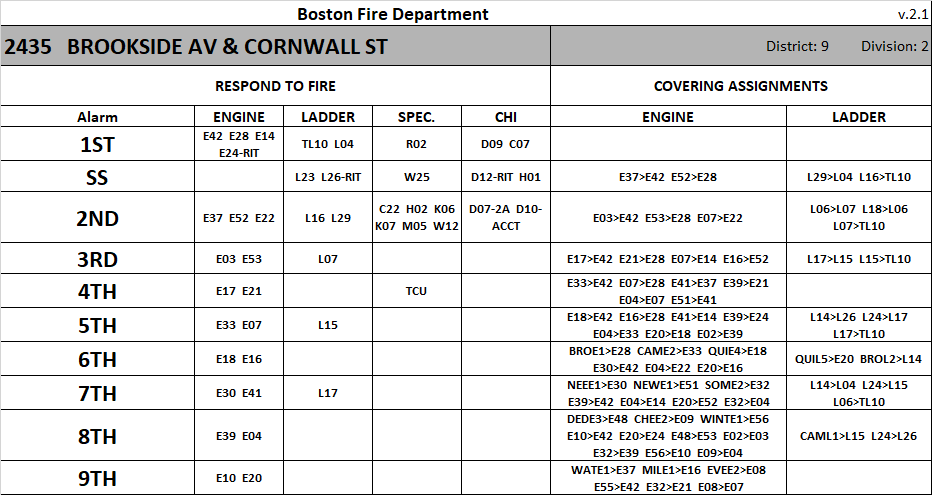 Boston Fire Department v.2.1
2435 BROOKSIDE AV & CORNWALL ST District: 9 Division: 2
RESPOND TO FIRE COVERING ASSIGNMENTS
Alarm ENGINE LADDER SPEC. CHI ENGINE LADDER
1ST E42 E28 E14 TL10 L04 R02 D09 C07
E24-RIT
SS L23 L26-RIT W25 D12-RIT H01 E37>E42 E52>E28 L29>L04 L16>TL10
2ND E37 E52 E22 L16 L29 C22 H02 K06 D07-2A D10- E03>E42 E53>E28 E07>E22 L06>L07 L18>L06
K07 M05 W12 ACCT L07>TL10
3RD E03 E53 L07 E17>E42 E21>E28 E07>E14 E16>E52 L17>L15 L15>TL10
4TH E17 E21 TCU E33>E42 E07>E28 E41>E37 E39>E21
E04>E07 E51>E41
5TH E33 E07 L15 E18>E42 E16>E28 E41>E14 E39>E24 L14>L26 L24>L17
E04>E33 E20>E18 E02>E39 L17>TL10
6TH E18 E16 BROE1>E28 CAME2>E33 QUIE4>E18 QUIL5>E20 BROL2>L14
E30>E42 E04>E22 E20>E16
7TH E30 E41 L17 NEEE1>E30 NEWE1>E51 SOME2>E32 L14>L04 L24>L15
E39>E42 E04>E14 E20>E52 E32>E04 L06>TL10
8TH E39 E04 DEDE3>E48 CHEE2>E09 WINTE1>E56 CAML1>L15 L24>L26
E10>E42 E20>E24 E48>E53 E02>E03
E32>E39 E56>E10 E09>E04
9TH E10 E20 WATE1>E37 MILE1>E16 EVEE2>E08
E55>E42 E32>E21 E08>E07